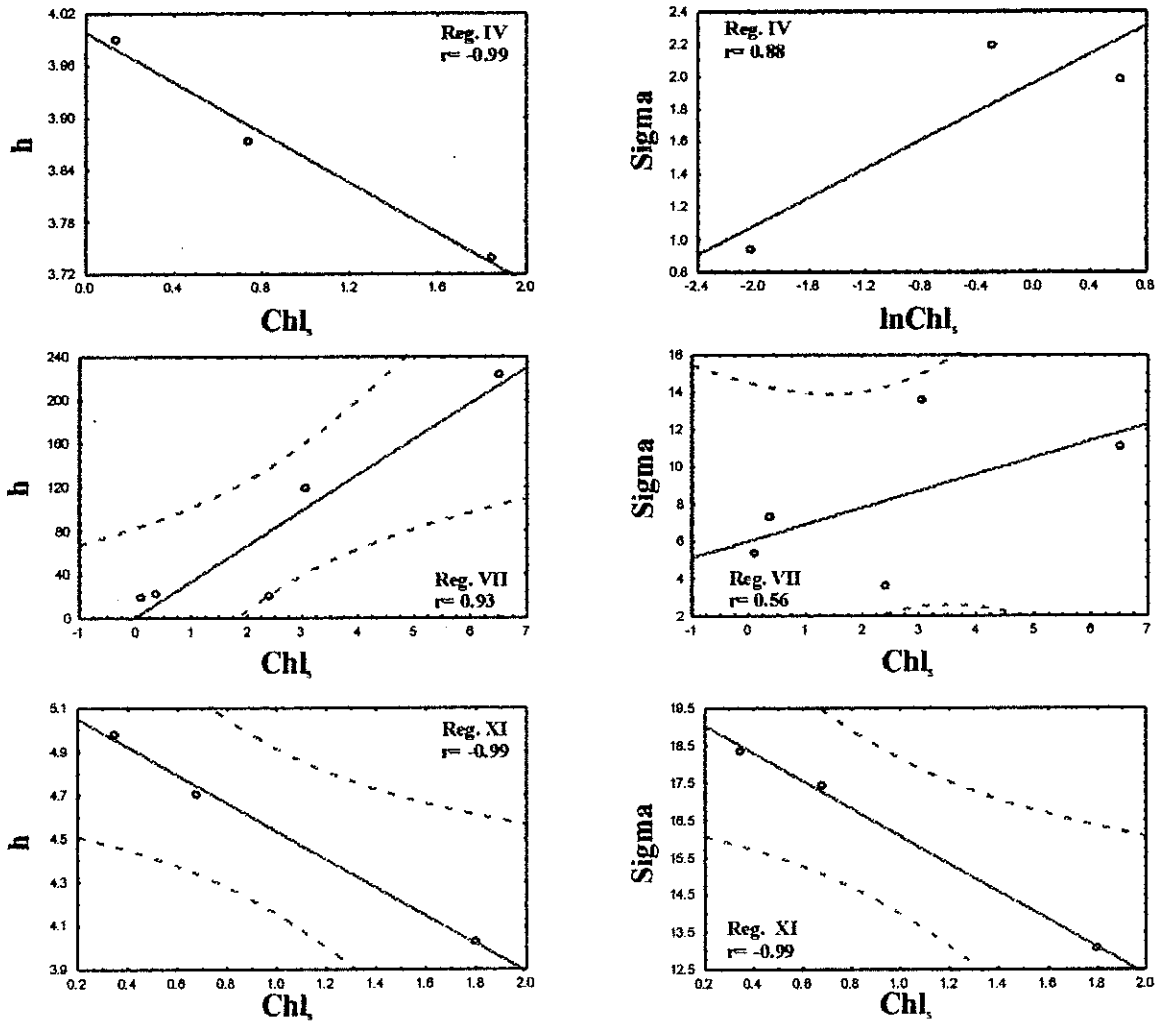 4.02
3.96
3.90
3.84
3.78
3.72
h
Reg. IV
r= -0.99
0.0 0.4 0.8 1.2 1.6 2.0
Chls
2.4
2.2
2.0
1.8
1.6
1.4
1.2
1.0
0.8
Sigma
Reg. IV
r= 0.88
-2.4 -2.0 -1.6 -1.2 -0.8 -0.4 0.0 0.4 0.8
lnChls
240
200
160
120
80
40
0
h
Reg. VII
r= 0.93
-1 0 1 2 3 4 5 6 7
Chls
16
14
12
10
8
6
4
2
Sigma
Reg. VII
r= 0.56
-1 0 1 2 3 4 5 6 7
Chls
5.1
4.9
4.7
4.5
4.3
4.1
3.9
h
Reg. XI
r= -0.99
0.2 0.4 0.6 0.8 1.0 1.2 1.4 1.6 1.8 2.0
Chls
19.5
18.5
17.5
16.5
15.5
14.5
13.5
12.5
Sigma
Reg. XI
r= -0.99
0.2 0.4 0.6 0.8 1.0 1.2 1.4 1.6 1.8 2.0
Chls